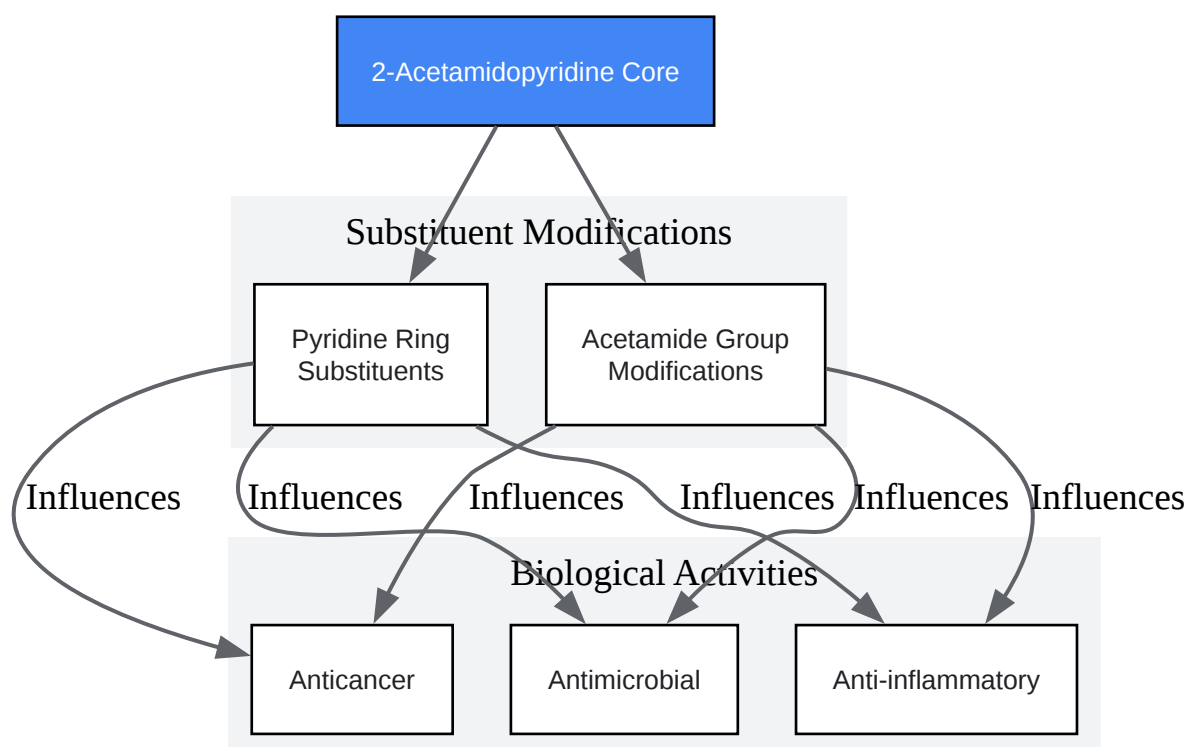 2-Acetamidopyridine Core
Substituent Modifications
Pyridine Ring
Substituents
Acetamide Group
Modifications
Influences
Influences
Influences
Influences
Influences
Influences
Biological Activities
Anticancer
Antimicrobial
Anti-inflammatory